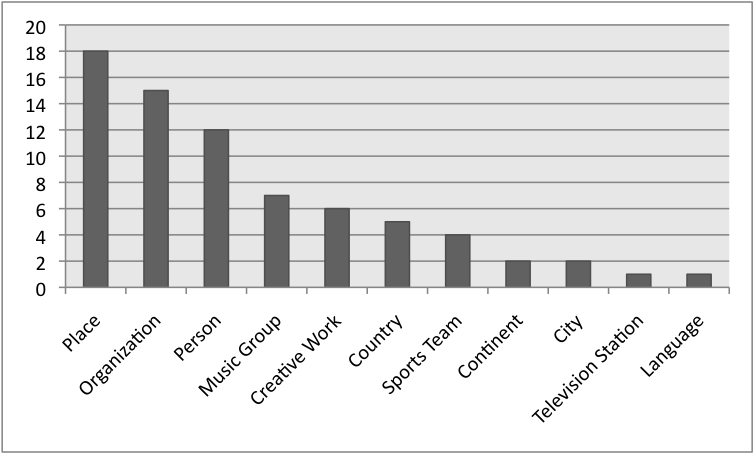 20
18
16
14
12
10
8
6
4
2
0
Place
Organization
Person
Music Group
Creative Work
Country
Sports Team
Continent
City
Television Station
Language